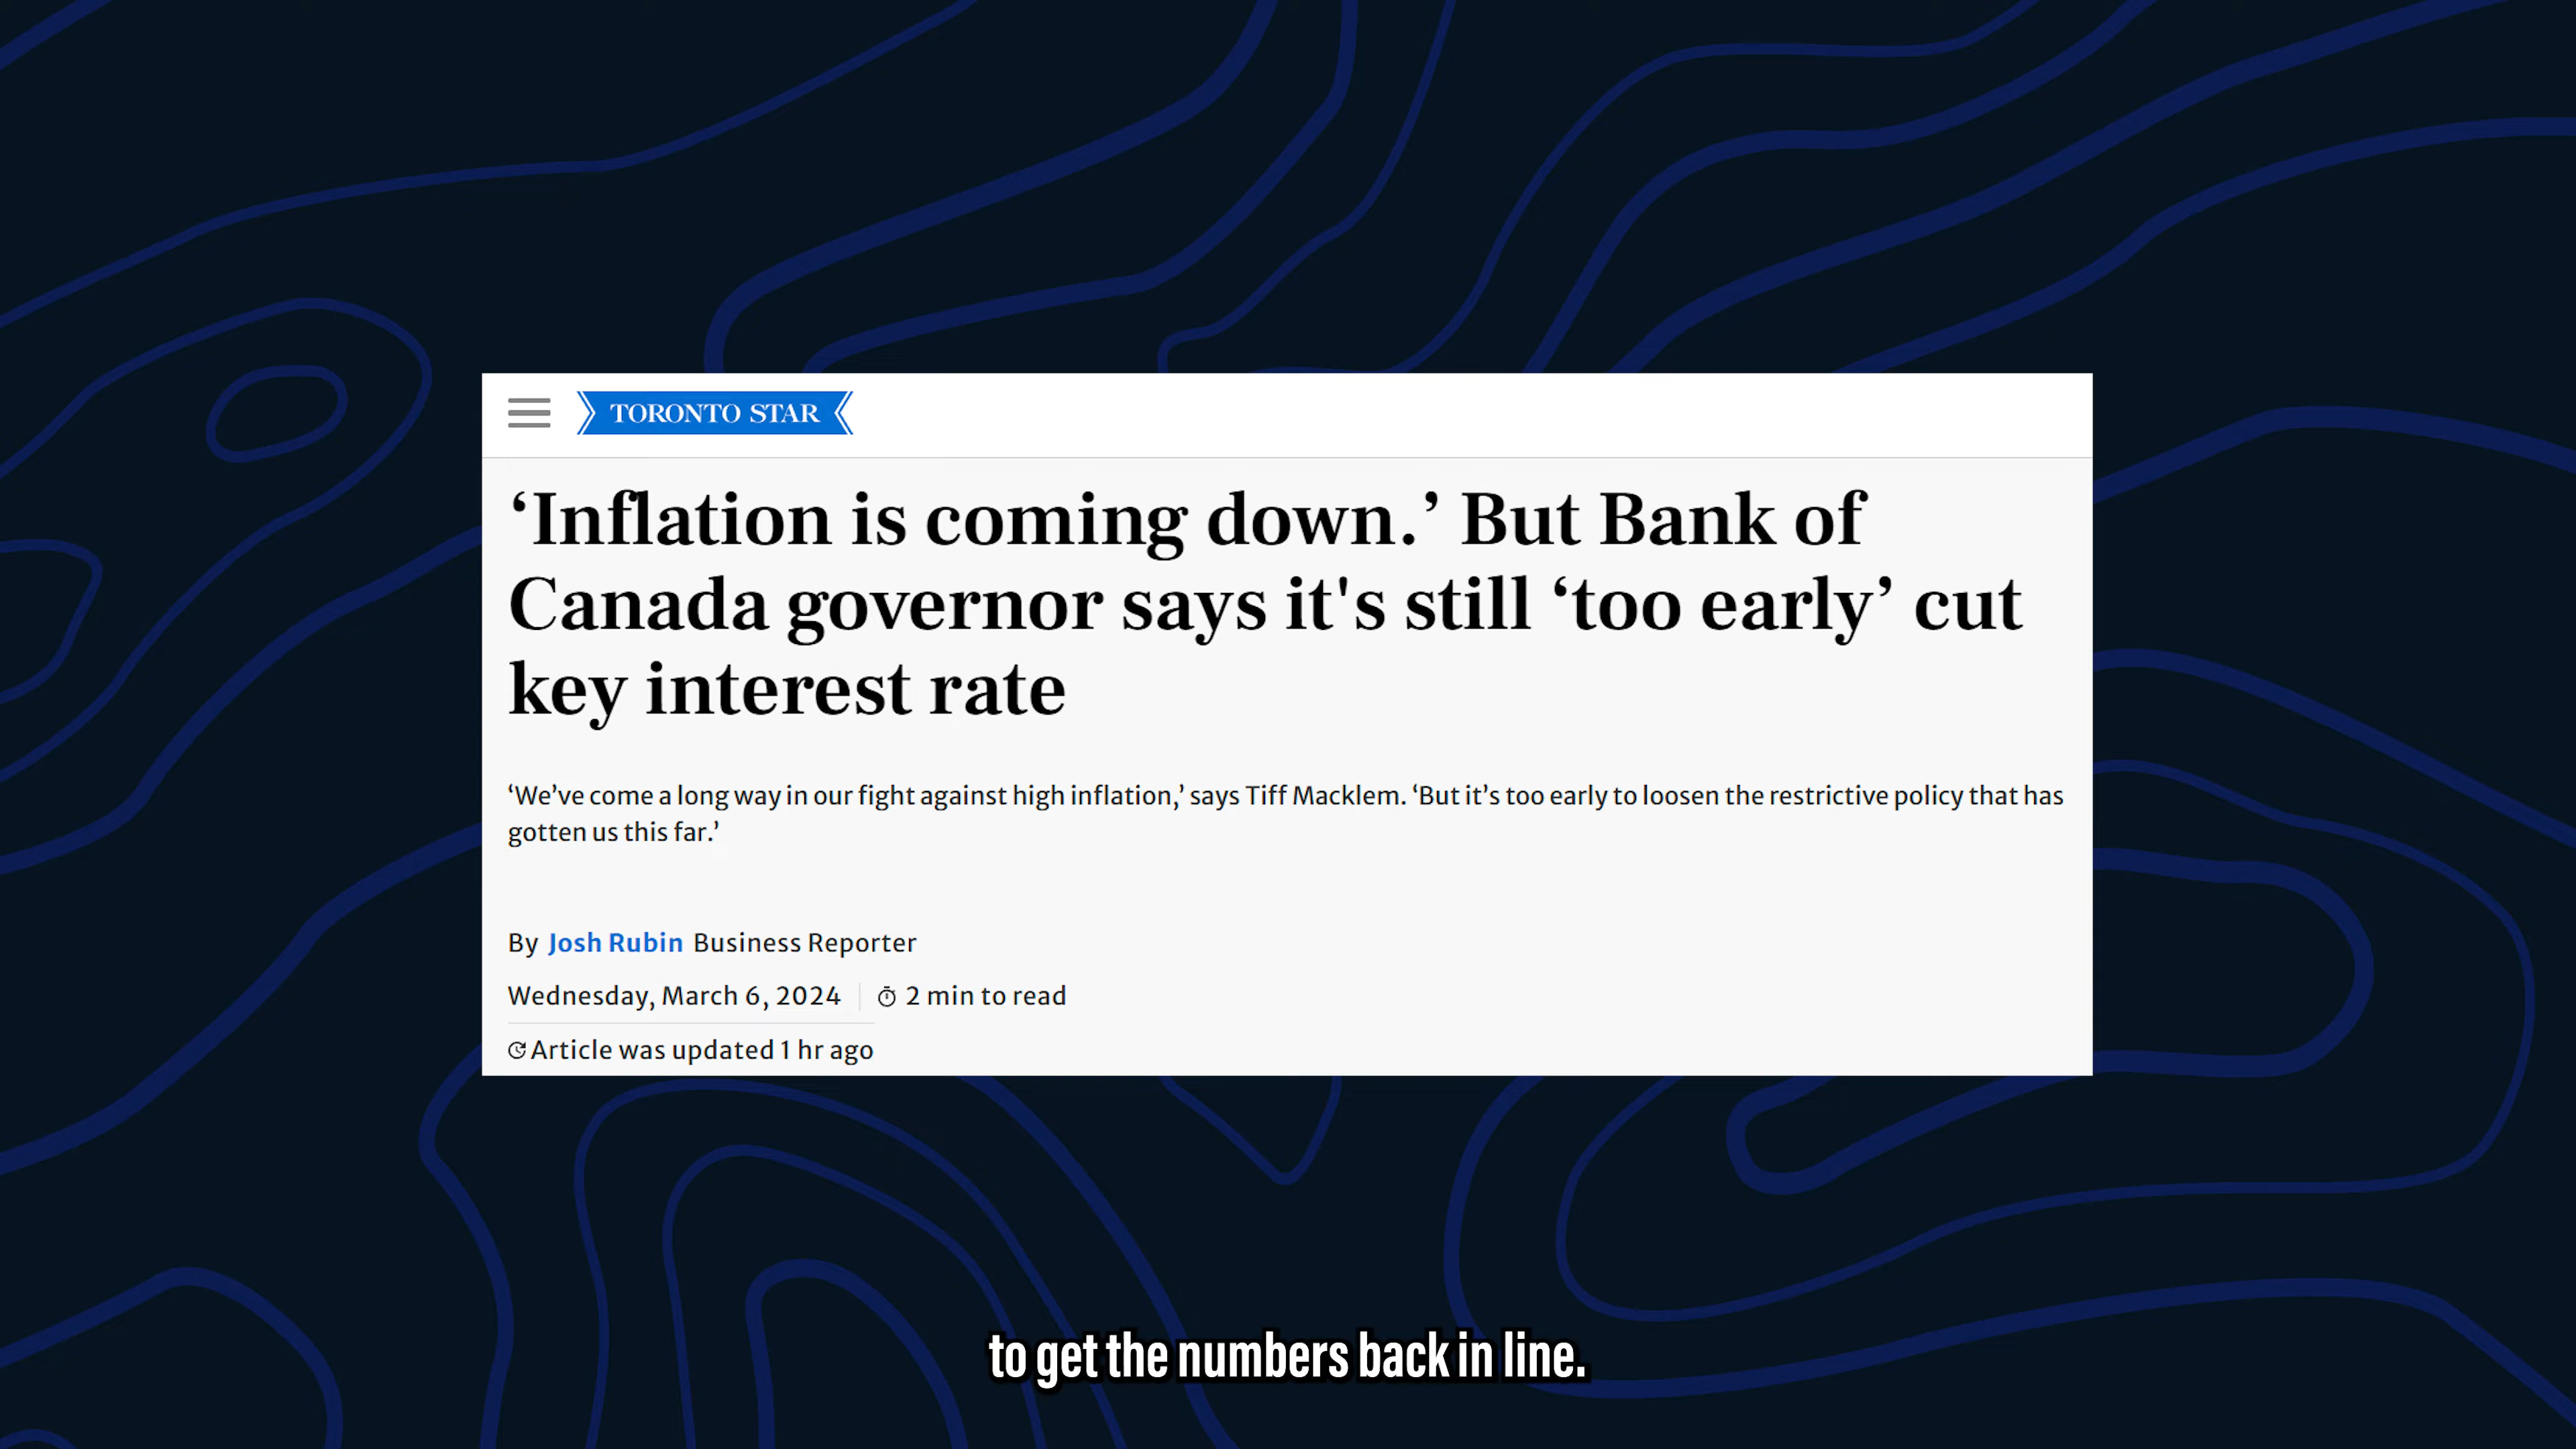 TORONTO STAR
‘Inflation is coming down.’ But Bank of
Canada governor says it's still ‘too early’ cut
key interest rate
‘We’ve come a long way in our fight against high inflation,’ says Tiff Macklem. ‘But it’s too early to loosen the restrictive policy that has
gotten us this far.’
By Josh Rubin Business Reporter
Wednesday, March 6, 2024 2 min to read
Article was updated 1 hr ago
to get the numbers back in line.